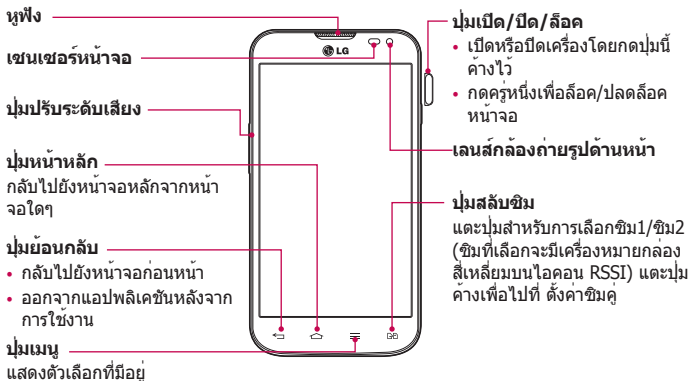 หูฟัง
เซนเซอร์หน้าจอ
ปุ่มปรับระดับเสียง
ปุ่มหน้าหลัก
กลับไปยังหน้าจอหลักจากหน้า
จอใดๆ
ปุ่มย้อนกลับ
• กลับไปยังหน้าจอก่อนหน้า
• ออกจากแอปพลิเคชันหลังจาก
การใช้งาน
ปุ่มเมนู
แสดงตัวเลือกที่มีอยู่
LG
ปุ่มเปิด/ปิด/ล็อค
• เปิดหรือปิดเครื่องโดยกดปุ่มนี้
ค้างไว้
• กดครู่หนึ่งเพื่อล็อค/ปลดล็อค
หน้าจอ
เลนส์กล้องถ่ายรูปด้านหน้า
ปุ่มสลับซิม
แตะปุ่มสำหรับการเลือกซิม1/ซิม2
(ซิมที่เลือกจะมีเครื่องหมายกล่อง
สี่เหลี่ยมบนไอคอน RSSI) แตะปุ่ม
ค้างเพื่อไปที่ ตั้งค่าซิมคู่